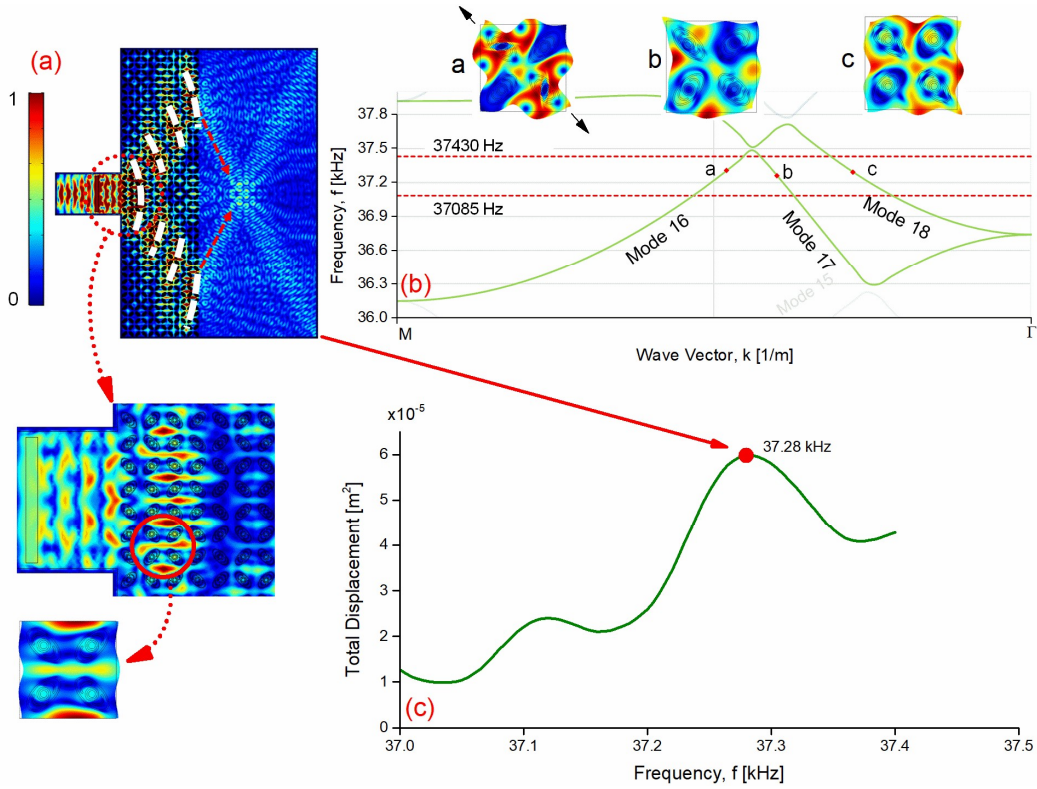 (a)
1
0
a
b
c
Frequency, f [kHz]
37.8
37.5
37.2
36.9
36.6
36.3
36.0
37430 Hz
37085 Hz
a
b
c
Mode 16
Mode 17
Mode 18
Mode 15
(b)
M
Γ
Wave Vector, k [1/m]
x10-5
Total Displacement [m2]
6
5
4
3
2
1
0
37.28 kHz
(c)
37.0
37.1
37.2
37.3
37.4
37.5
Frequency, f [kHz]